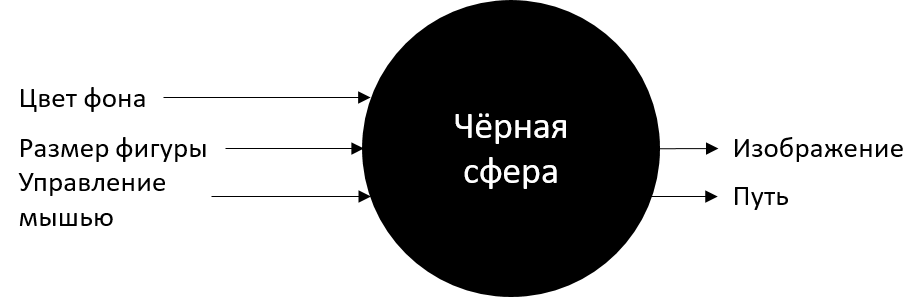 Цвет фона
Размер фигуры
Управление
мышью
Чёрная
сфера
Изображение
Путь